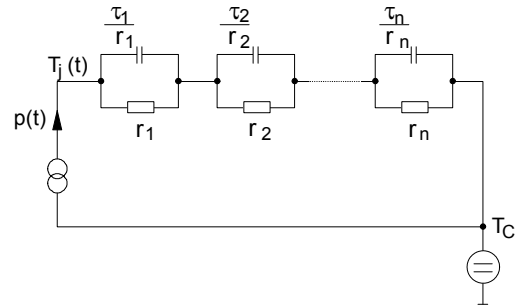 τ1/r1 τ2/r2 τn/rn
Tj(t)
r1 r2 rn
p(t)
TC